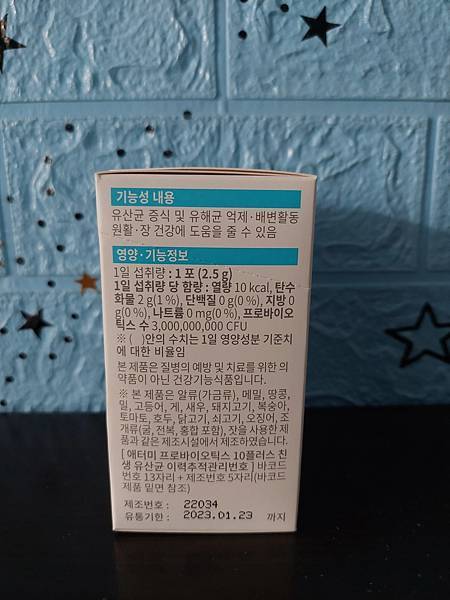 기능성 내용
유산균 증식 및 유해균 억제·배변활동
원활·장 건강에 도움을 줄 수 있음
영양·기능정보
1일 섭취량 : 1 포 (2.5 g)
1일 섭취량 당 함량 : 열량 10 kcal, 탄수
화물 2 g(1 %), 단백질 0 g(0 %), 지방 0
g(0 %), 나트륨 0 mg(0 %), 프로바이오
틱스 수 3,000,000,000 CFU
※ ( )안의 수치는 1일 영양성분 기준치
에 대한 비율임
본 제품은 질병의 예방 및 치료를 위한 의
약품이 아닌 건강기능식품입니다.
※ 본 제품은 알류(가금류), 메밀, 땅콩,
밀, 고등어, 게, 새우, 돼지고기, 복숭아,
토마토, 호두, 닭고기, 쇠고기, 오징어, 조
개류(굴, 전복, 홍합 포함), 잣을 사용한 제
품과 같은 제조시설에서 제조하였습니다.
[ 애터미 프로바이오틱스 10플러스 친
생 유산균 이력추적관리번호 ] 바코드
번호 13자리 + 제조번호 5자리(바코드
제품 밑면 참조)
제조번호 : 22034
유통기한 : 2023.01.23 까지